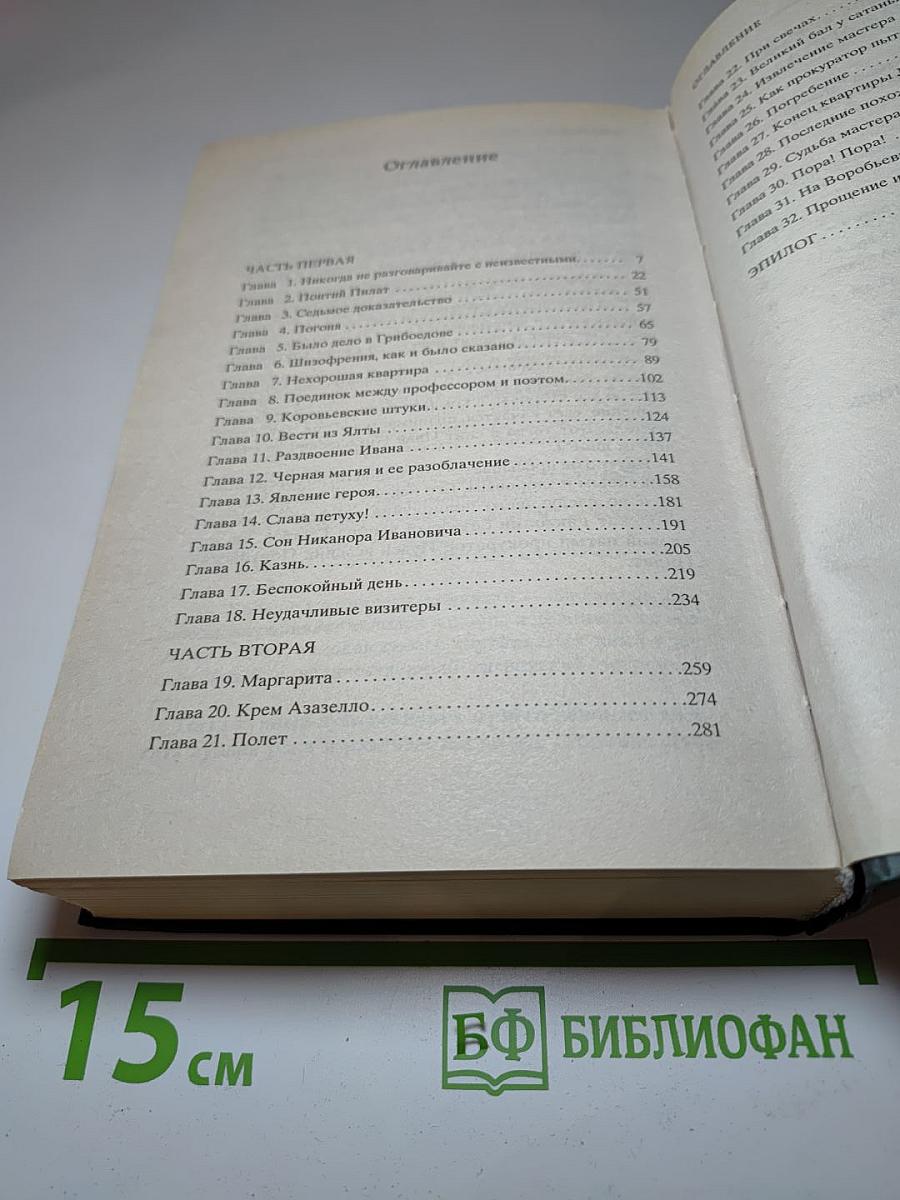 Оглавление
ЧАСТЬ ПЕРВАЯ
Глава 1. Никогда не разговаривайте с неизвестными. . . . . . . 7
Глава 2. Понтий Пилат . . . . . . . . . . . . . . . . . . . . . . . . . . 22
Глава 3. Седьмое доказательство . . . . . . . . . . . . . . . . . . . 51
Глава 4. Погоня . . . . . . . . . . . . . . . . . . . . . . . . . . . . . . . 57
Глава 5. Было дело в Грибоедове . . . . . . . . . . . . . . . . . . . 65
Глава 6. Шизофрения, как и было сказано . . . . . . . . . . . . . 79
Глава 7. Нехорошая квартира . . . . . . . . . . . . . . . . . . . . . 89
Глава 8. Поединок между профессором и поэтом. . . . . . . . .102
Глава 9. Коровьевские штуки. . . . . . . . . . . . . . . . . . . . . .113
Глава 10. Вести из Ялты . . . . . . . . . . . . . . . . . . . . . . . . .124
Глава 11. Раздвоение Ивана . . . . . . . . . . . . . . . . . . . . . .137
Глава 12. Черная магия и ее разоблачение . . . . . . . . . . . .141
Глава 13. Явление героя. . . . . . . . . . . . . . . . . . . . . . . . .158
Глава 14. Слава петуху! . . . . . . . . . . . . . . . . . . . . . . . . .181
Глава 15. Сон Никанора Ивановича . . . . . . . . . . . . . . . . .191
Глава 16. Казнь. . . . . . . . . . . . . . . . . . . . . . . . . . . . . . .205
Глава 17. Беспокойный день. . . . . . . . . . . . . . . . . . . . . .219
Глава 18. Неудачливые визитеры . . . . . . . . . . . . . . . . . .234
ЧАСТЬ ВТОРАЯ
Глава 19. Маргарита . . . . . . . . . . . . . . . . . . . . . . . . . . .259
Глава 20. Крем Азазелло. . . . . . . . . . . . . . . . . . . . . . . .274
Глава 21. Полет . . . . . . . . . . . . . . . . . . . . . . . . . . . . . .281
ОГЛАВЛЕНИЕ
Глава 22. При свечах. . . .
Глава 23. Великий бал у сатаны
Глава 24. Извлечение мастера
Глава 25. Как прокуратор
Глава 26. Погребение . . . . .
Глава 27. Конец квартиры
Глава 28. Последние
Глава 29. Судьба мастера
Глава 30. Пора! Пора! .
Глава 31. На
Глава 32. Прощение и
ЭПИЛОГ . . . . . . . .
15 см
БФ БИБЛИОФАН